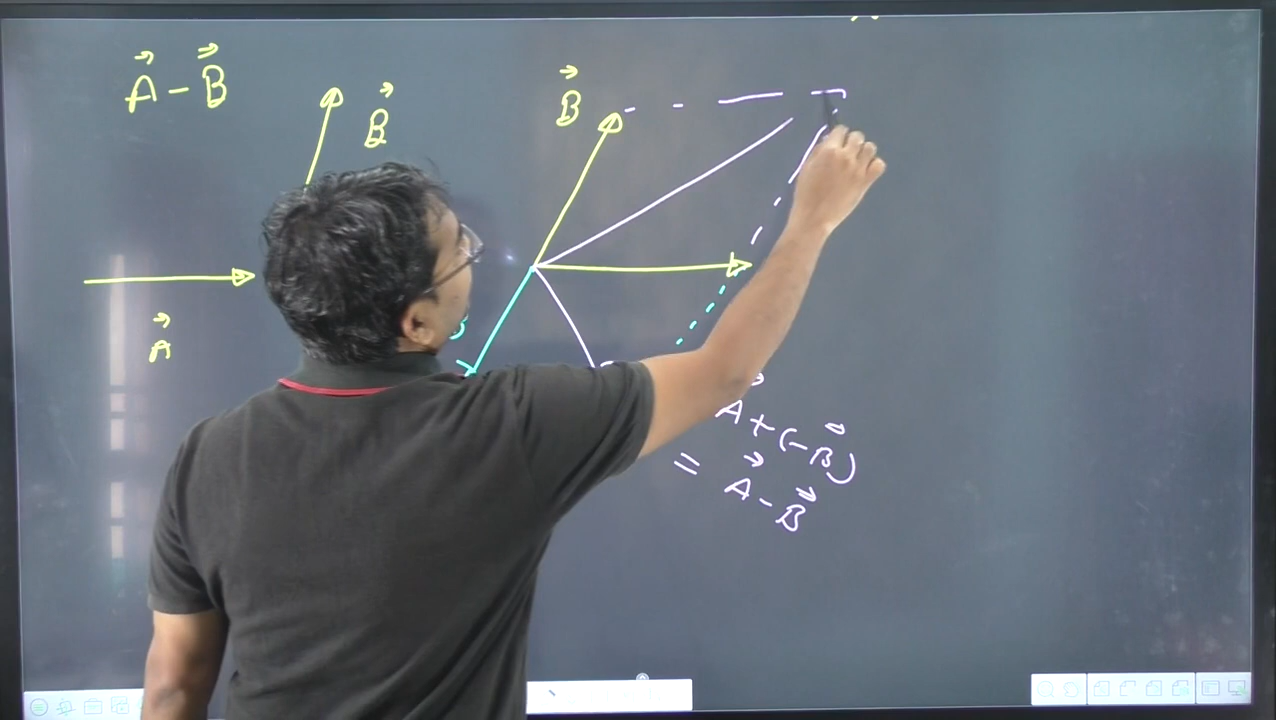 A⃗ - B⃗
B⃗
B⃗
A⃗
A⃗ + (-B⃗)
= A⃗ - B⃗